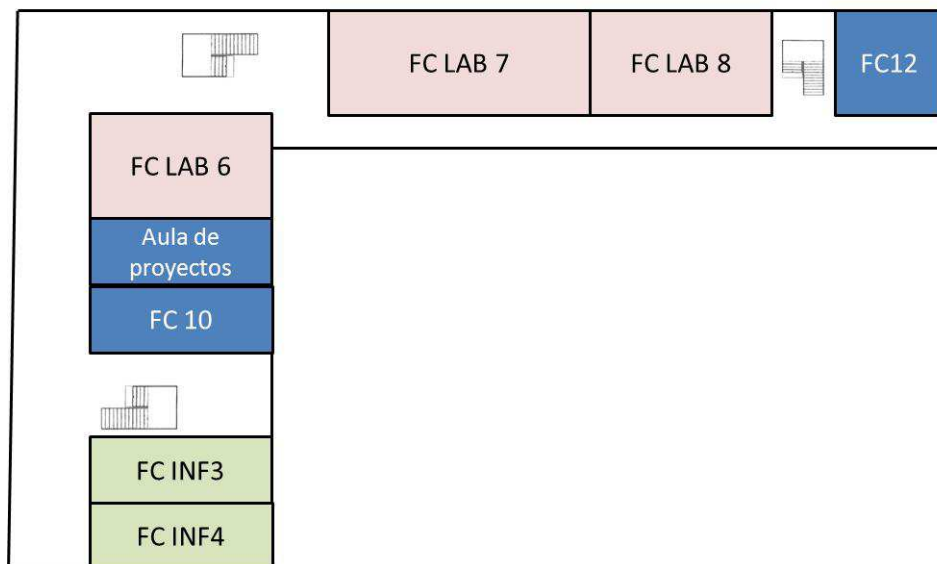 FC LAB 7
FC LAB 8
FC12
FC LAB 6
Aula de
proyectos
FC 10
FC INF3
FC INF4